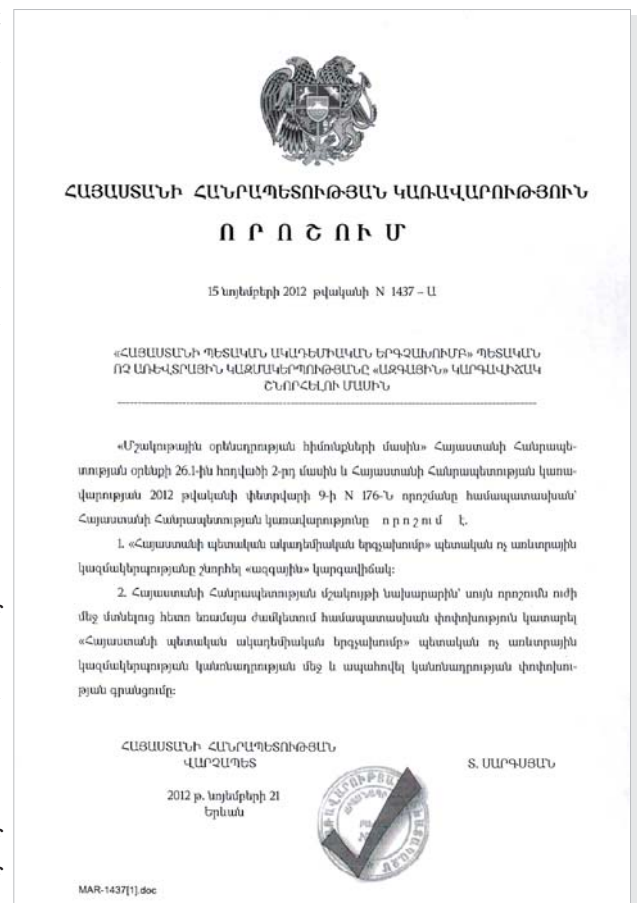 ՀԱՅԱՍՏԱՆԻ ՀԱՆՐԱՊԵՏՈՒԹՅԱՆ ԿԱՌԱՎԱՐՈՒԹՅՈՒՆ
Ո Ր Ո Շ ՈՒ Մ
15 նոյեմբերի 2012 թվականի N 1437 – Ա
«ՀԱՅԱՍՏԱՆԻ ՊԵՏԱԿԱՆ ԱԿԱԴԵՄԻԱԿԱՆ ԵՐԳՉԱԽՈՒՄԲ» ՊԵՏԱԿԱՆ
ՈՉ ԱՌԵՎՏՐԱՅԻՆ ԿԱԶՄԱԿԵՐՊՈՒԹՅԱՆԸ «ԱԶԳԱՅԻՆ» ԿԱՐԳԱՎԻՃԱԿ
ՇՆՈՐՀԵԼՈՒ ՄԱՍԻՆ
«Մշակութային օրենսդրության հիմունքների մասին» Հայաստանի Հանրապե-
տության օրենքի 26.1-ին հոդվածի 2-րդ մասին և Հայաստանի Հանրապետության կառա-
վարության 2012 թվականի փետրվարի 9-ի N 176-Ն որոշմանը համապատասխան՝
Հայաստանի Հանրապետության կառավարությունը ո ր ո շ ու մ է.
1. «Հայաստանի պետական ակադեմիական երգչախումբ» պետական ոչ առևտրային
կազմակերպությանը շնորհել «ազգային» կարգավիճակ:
2. Հայաստանի Հանրապետության մշակույթի նախարարին՝ սույն որոշումն ուժի
մեջ մտնելուց հետո եռամսյա ժամկետում համապատասխան փոփոխություն կատարել
«Հայաստանի պետական ակադեմիական երգչախումբ» պետական ոչ առևտրային
կազմակերպության կանոնադրության մեջ և ապահովել կանոնադրության փոփոխու-
թյան գրանցումը:
ՀԱՅԱՍՏԱՆԻ ՀԱՆՐԱՊԵՏՈՒԹՅԱՆ
ՎԱՐՉԱՊԵՏ
Տ. ՍԱՐԳՍՅԱՆ
2012 թ. նոյեմբերի 21
Երևան
MAR-1437[1].doc